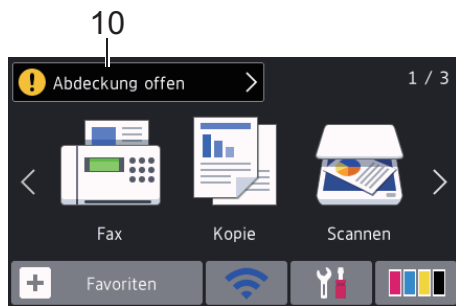 10
Abdeckung offen
1 / 3
Fax Kopie Scannen
Favoriten